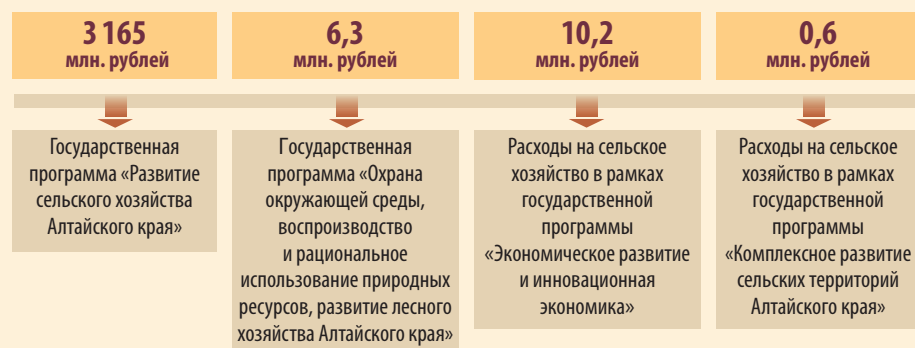 3 165
млн. рублей
6,3
млн. рублей
10,2
млн. рублей
0,6
млн. рублей
Государственная
программа «Развитие
сельского хозяйства
Алтайского края»
Государственная
программа «Охрана
окружающей среды,
воспроизводство
и рациональное
использование природных
ресурсов, развитие лесного
хозяйства Алтайского края»
Расходы на сельское
хозяйство в рамках
государственной
программы
«Экономическое развитие
и инновационная
экономика»
Расходы на сельское
хозяйство в рамках
государственной
программы
«Комплексное развитие
сельских территорий
Алтайского края»